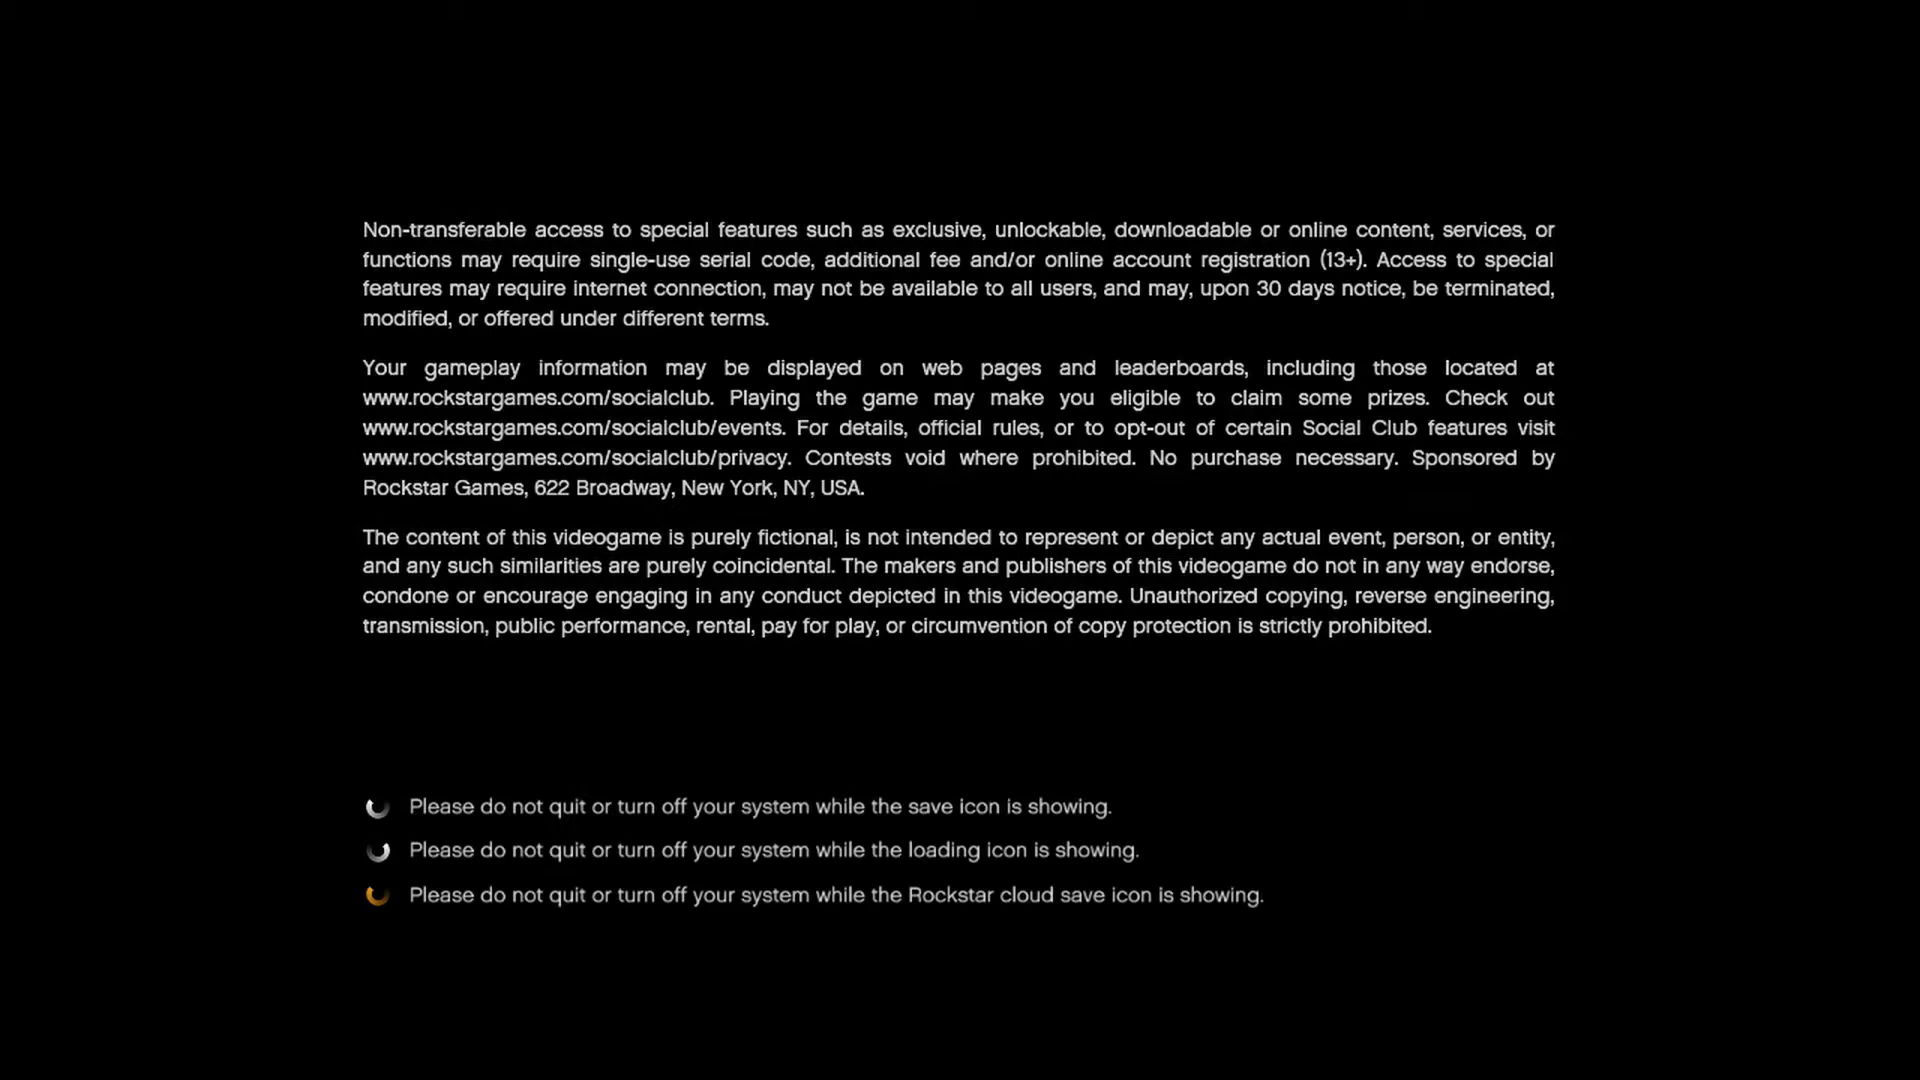 Non-transferable access to special features such as exclusive, unlockable, downloadable or online content, services, or
functions may require single-use serial code, additional fee and/or online account registration (13+). Access to special
features may require internet connection, may not be available to all users, and may, upon 30 days notice, be terminated,
modified, or offered under different terms.
Your gameplay information may be displayed on web pages and leaderboards, including those located at
www.rockstargames.com/socialclub. Playing the game may make you eligible to claim some prizes. Check out
www.rockstargames.com/socialclub/events. For details, official rules, or to opt-out of certain Social Club features visit
www.rockstargames.com/socialclub/privacy. Contests void where prohibited. No purchase necessary. Sponsored by
Rockstar Games, 622 Broadway, New York, NY, USA.
The content of this videogame is purely fictional, is not intended to represent or depict any actual event, person, or entity,
and any such similarities are purely coincidental. The makers and publishers of this videogame do not in any way endorse,
condone or encourage engaging in any conduct depicted in this videogame. Unauthorized copying, reverse engineering,
transmission, public performance, rental, pay for play, or circumvention of copy protection is strictly prohibited.
Please do not quit or turn off your system while the save icon is showing.
Please do not quit or turn off your system while the loading icon is showing.
Please do not quit or turn off your system while the Rockstar cloud save icon is showing.